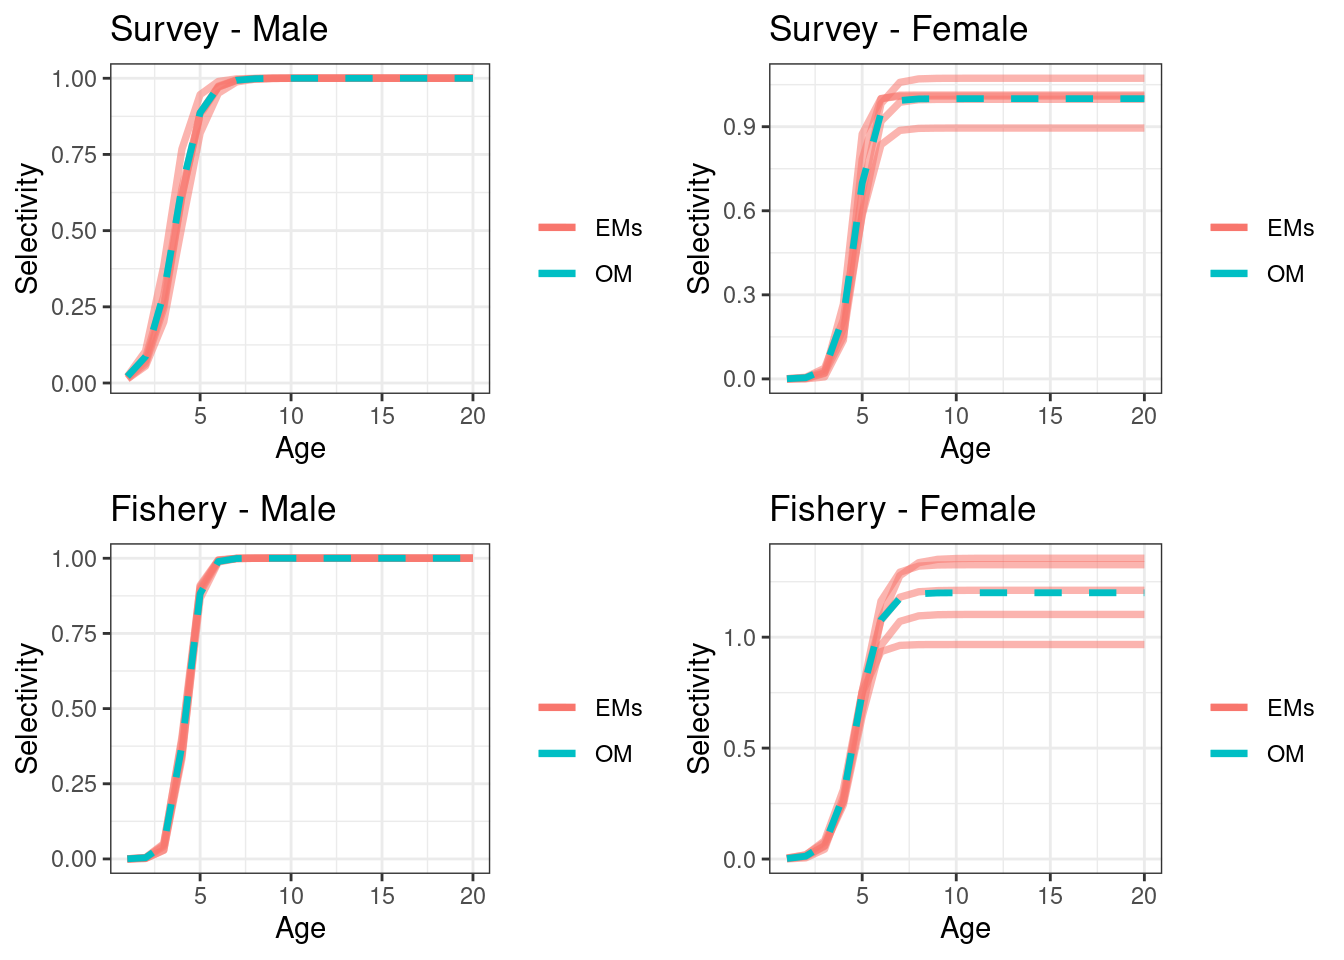 Survey - Male
Survey - Female
1.00
0.75
0.50
0.25
0.00
Selectivity
5 10 15 20
Age
EMs
OM
0.9
0.6
0.3
0.0
Selectivity
5 10 15 20
Age
EMs
OM
Fishery - Male
Fishery - Female
1.00
0.75
0.50
0.25
0.00
Selectivity
5 10 15 20
Age
EMs
OM
1.0
0.5
0.0
Selectivity
5 10 15 20
Age
EMs
OM